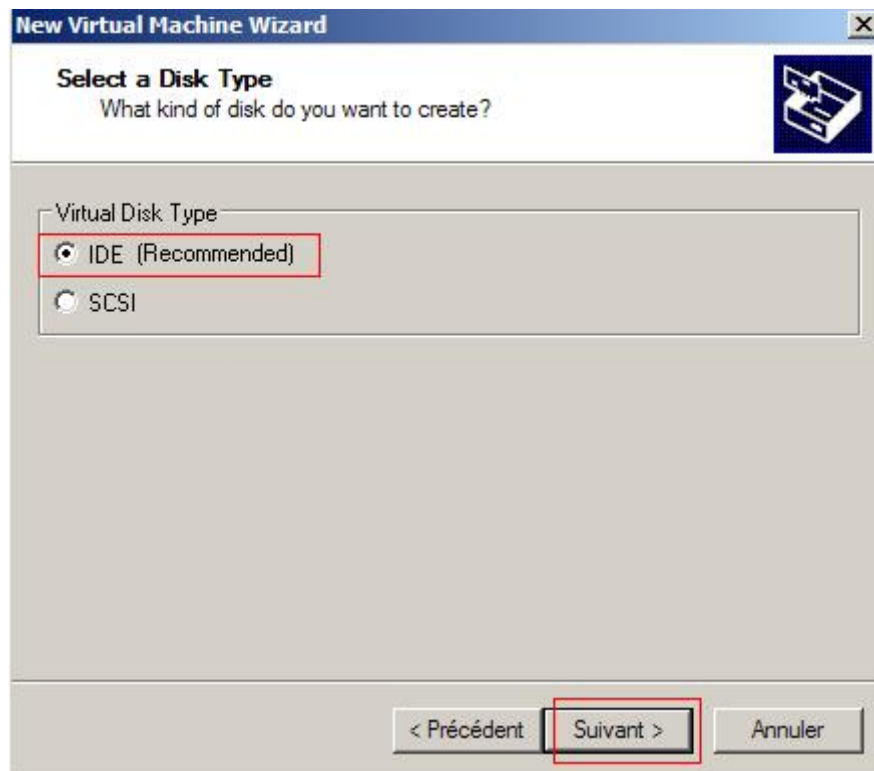 New Virtual Machine Wizard
Select a Disk Type
What kind of disk do you want to create?
Virtual Disk Type
IDE (Recommended)
SCSI
< Précédent Suivant > Annuler